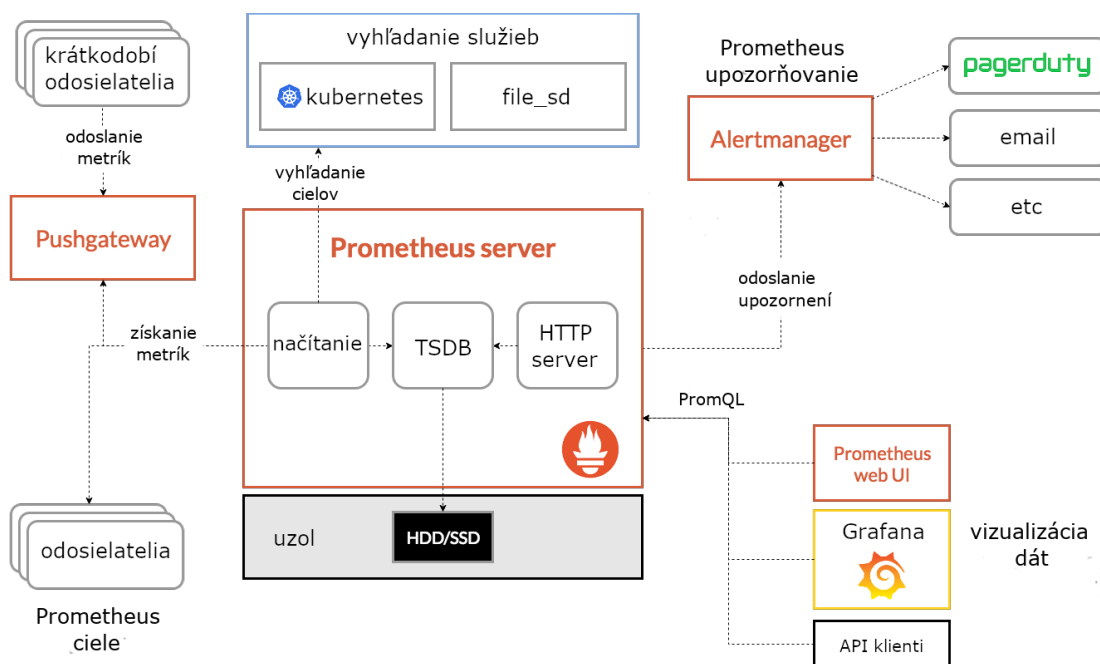 krátkodobí
odosielatelia
odoslanie
metrík
Pushgateway
získanie
metrík
odosielatelia
Prometheus
ciele
vyhľadanie služieb
kubernetes
file_sd
vyhľadanie
cielov
Prometheus server
načítanie
TSDB
HTTP
server
uzol
HDD/SSD
Prometheus
upozorňovanie
Alertmanager
pagerduty
email
etc
odoslanie
upozornení
PromQL
Prometheus
web UI
Grafana
API klienti
vizualizácia
dát